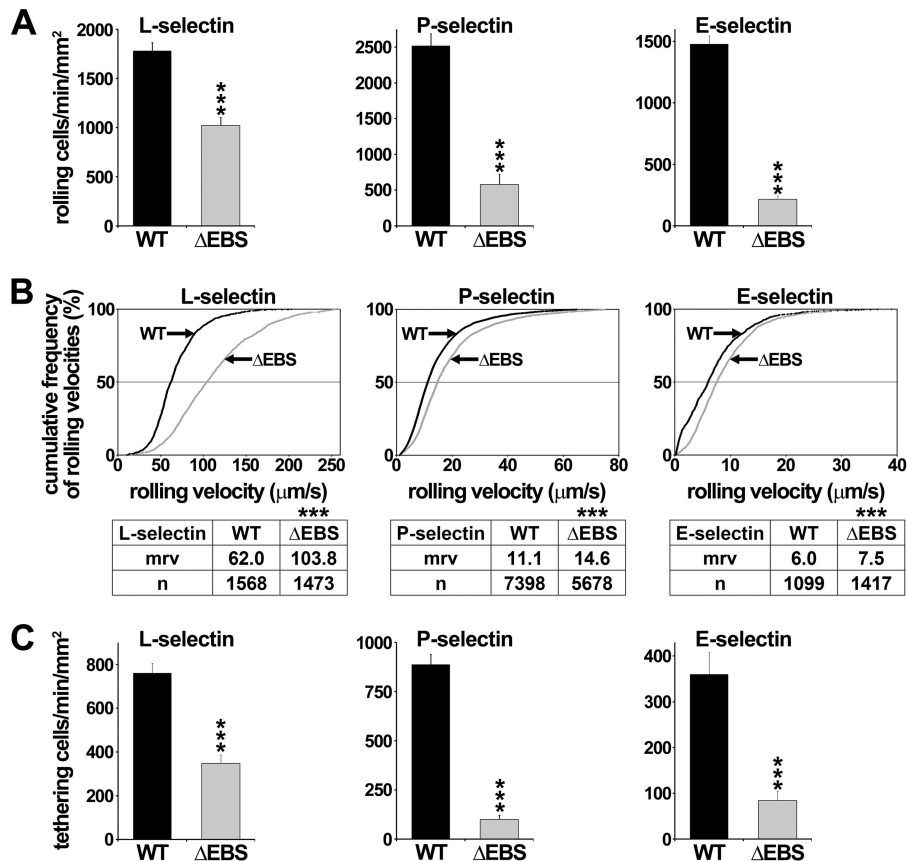 A
L-selectin
P-selectin
E-selectin
rolling cells/min/mm²
2000
1500
1000
500
0
***
WT ΔEBS
2500
2000
1500
1000
500
0
***
WT ΔEBS
1500
1000
500
0
***
WT ΔEBS
B
cumulative frequency
of rolling velocities (%)
L-selectin
100
50
0
WT
ΔEBS
0 50 100 150 200 250
rolling velocity (μm/s)
P-selectin
100
50
0
WT
ΔEBS
0 20 40 60 80
rolling velocity (μm/s)
E-selectin
100
50
0
WT
ΔEBS
0 10 20 30 40
rolling velocity (μm/s)
***
L-selectin WT ΔEBS
mrv 62.0 103.8
n 1568 1473
***
P-selectin WT ΔEBS
mrv 11.1 14.6
n 7398 5678
***
E-selectin WT ΔEBS
mrv 6.0 7.5
n 1099 1417
C
tethering cells/min/mm²
L-selectin
800
600
400
200
0
***
WT ΔEBS
P-selectin
1000
750
500
250
0
***
WT ΔEBS
E-selectin
400
300
200
100
0
***
WT ΔEBS